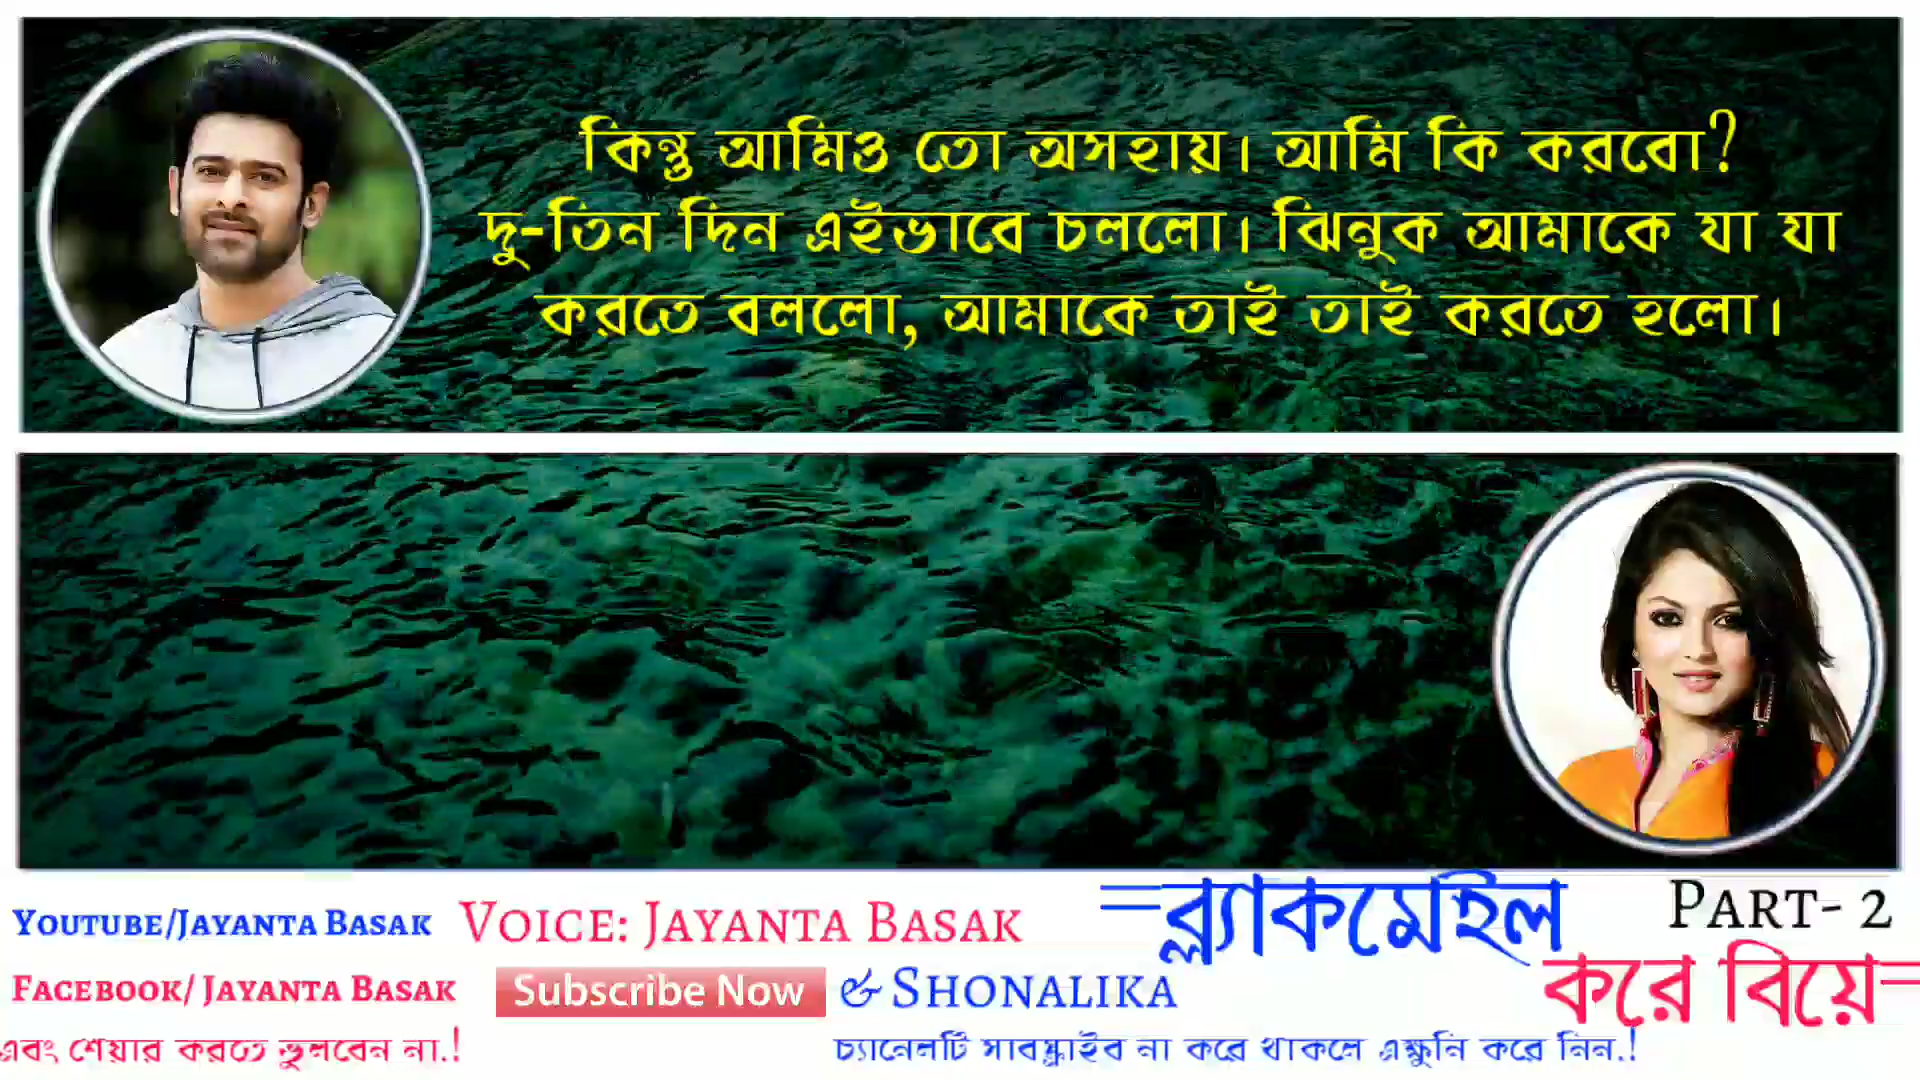 কিন্তু আমিও তো অসহায়। আমি কি করবো?
দু-তিন দিন এইভাবে চললো। ঝিনুক আমাকে যা যা
করতে বললো, আমাকে তাই তাই করতে হলো।
Youtube/Jayanta Basak
Voice: Jayanta Basak
=ব্ল্যাকমেইল
Part- 2
করে বিয়ে=
Facebook/ Jayanta Basak
Subscribe Now
& Shonalika
এবং শেয়ার করতে ভুলবেন না.!
চ্যানেলটি সাবস্ক্রাইব না করে থাকলে এক্ষুনি করে নিন.!